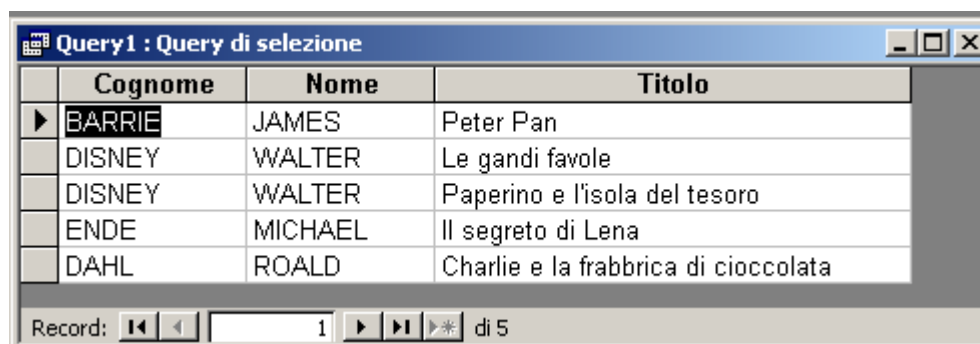 Query1 : Query di selezione
Cognome Nome Titolo
BARRIE JAMES Peter Pan
DISNEY WALTER Le gandi favole
DISNEY WALTER Paperino e l'isola del tesoro
ENDE MICHAEL Il segreto di Lena
DAHL ROALD Charlie e la frabbrica di cioccolata
Record: 1 di 5